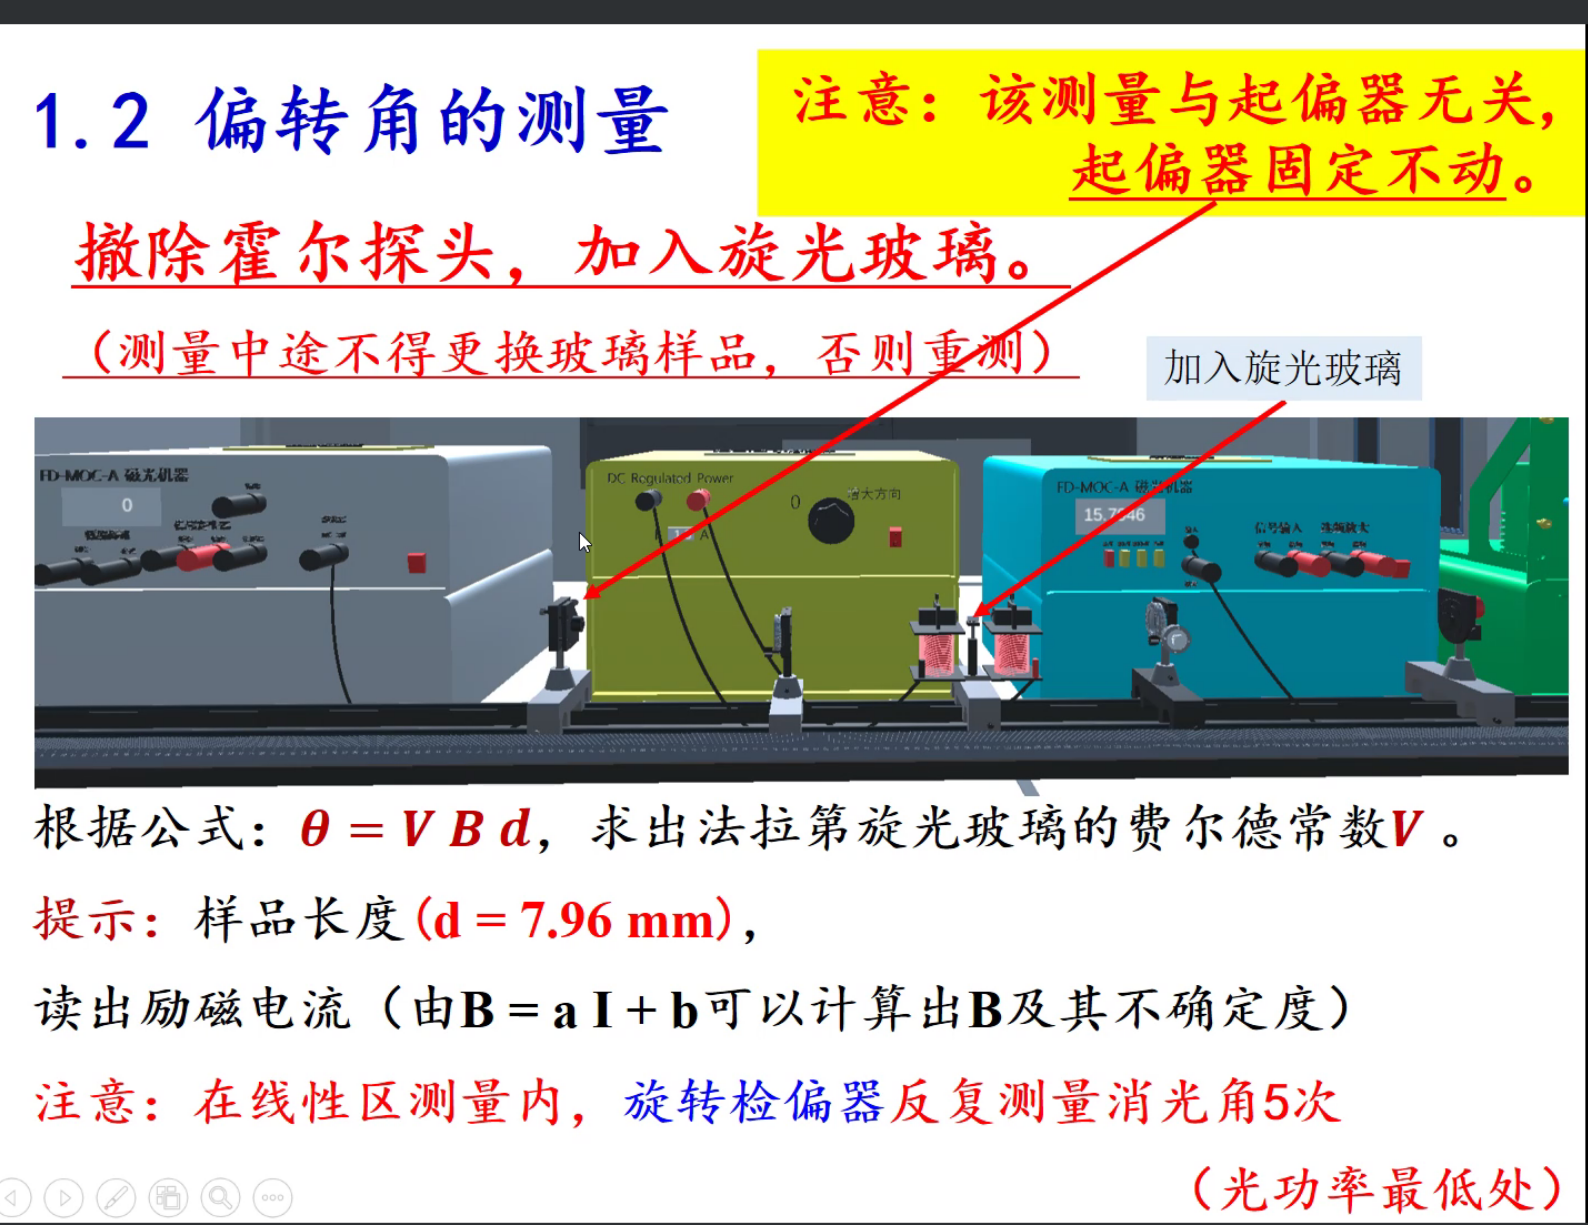 1.2 偏转角的测量
注意：该测量与起偏器无关，
起偏器固定不动。
撤除霍尔探头，加入旋光玻璃。
（测量中途不得更换玻璃样品，否则重测）
加入旋光玻璃
FD-MOC-A 磁光机器
0
DC Regulated Power
0
增大方向
A
FD-MOC-A 磁光机器
信号输入
根据公式：θ = V B d，求出法拉第旋光玻璃的费尔德常数V 。
提示：样品长度(d = 7.96 mm)，
读出励磁电流（由B = a I + b可以计算出B及其不确定度）
注意：在线性区测量内，旋转检偏器反复测量消光角5次
（光功率最低处）